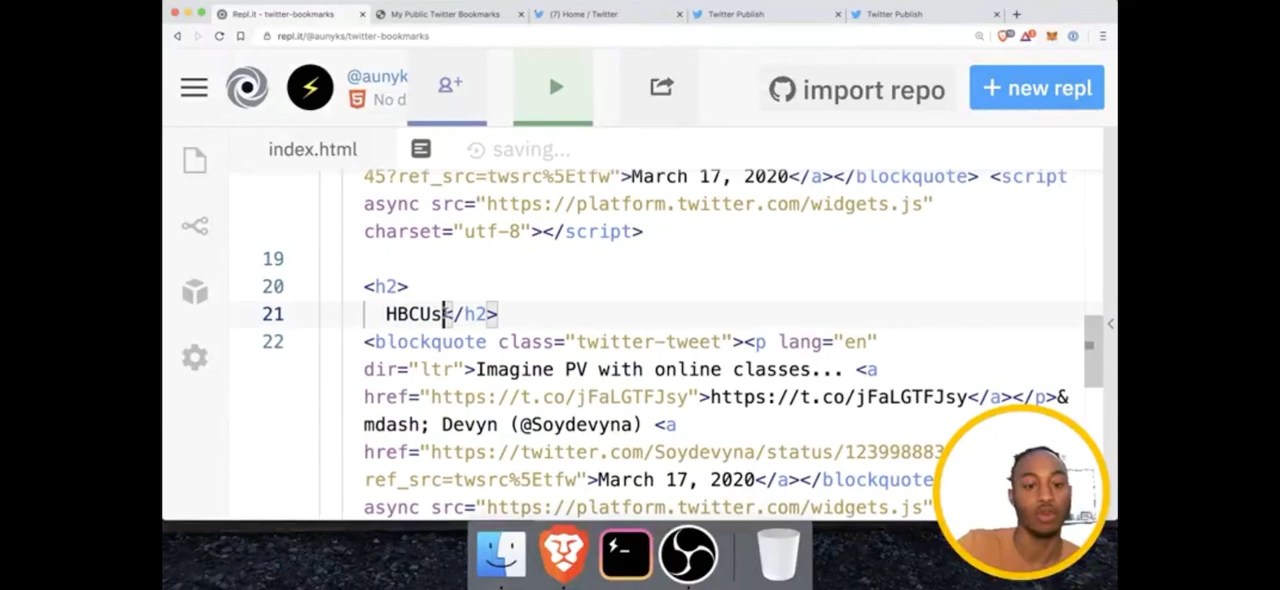 Repl.it - twitter-bookmarks
My Public Twitter Bookmarks
(7) Home / Twitter
Twitter Publish
Twitter Publish
repl.it/@aunyks/twitter-bookmarks
@aunyk
No d
import repo
+ new repl
index.html
saving...
45?ref_src=twsrc%5Etfw">March 17, 2020</a></blockquote> <script
async src="https://platform.twitter.com/widgets.js"
charset="utf-8"></script>
19
20 <h2>
21 HBCUs</h2>
22 <blockquote class="twitter-tweet"><p lang="en"
dir="ltr">Imagine PV with online classes... <a
href="https://t.co/jFaLGTFJsy">https://t.co/jFaLGTFJsy</a></p>&
mdash; Devyn (@Soydevyna) <a
href="https://twitter.com/Soydevyna/status/123998883
ref_src=twsrc%5Etfw">March 17, 2020</a></blockquote
async src="https://platform.twitter.com/widgets.js"